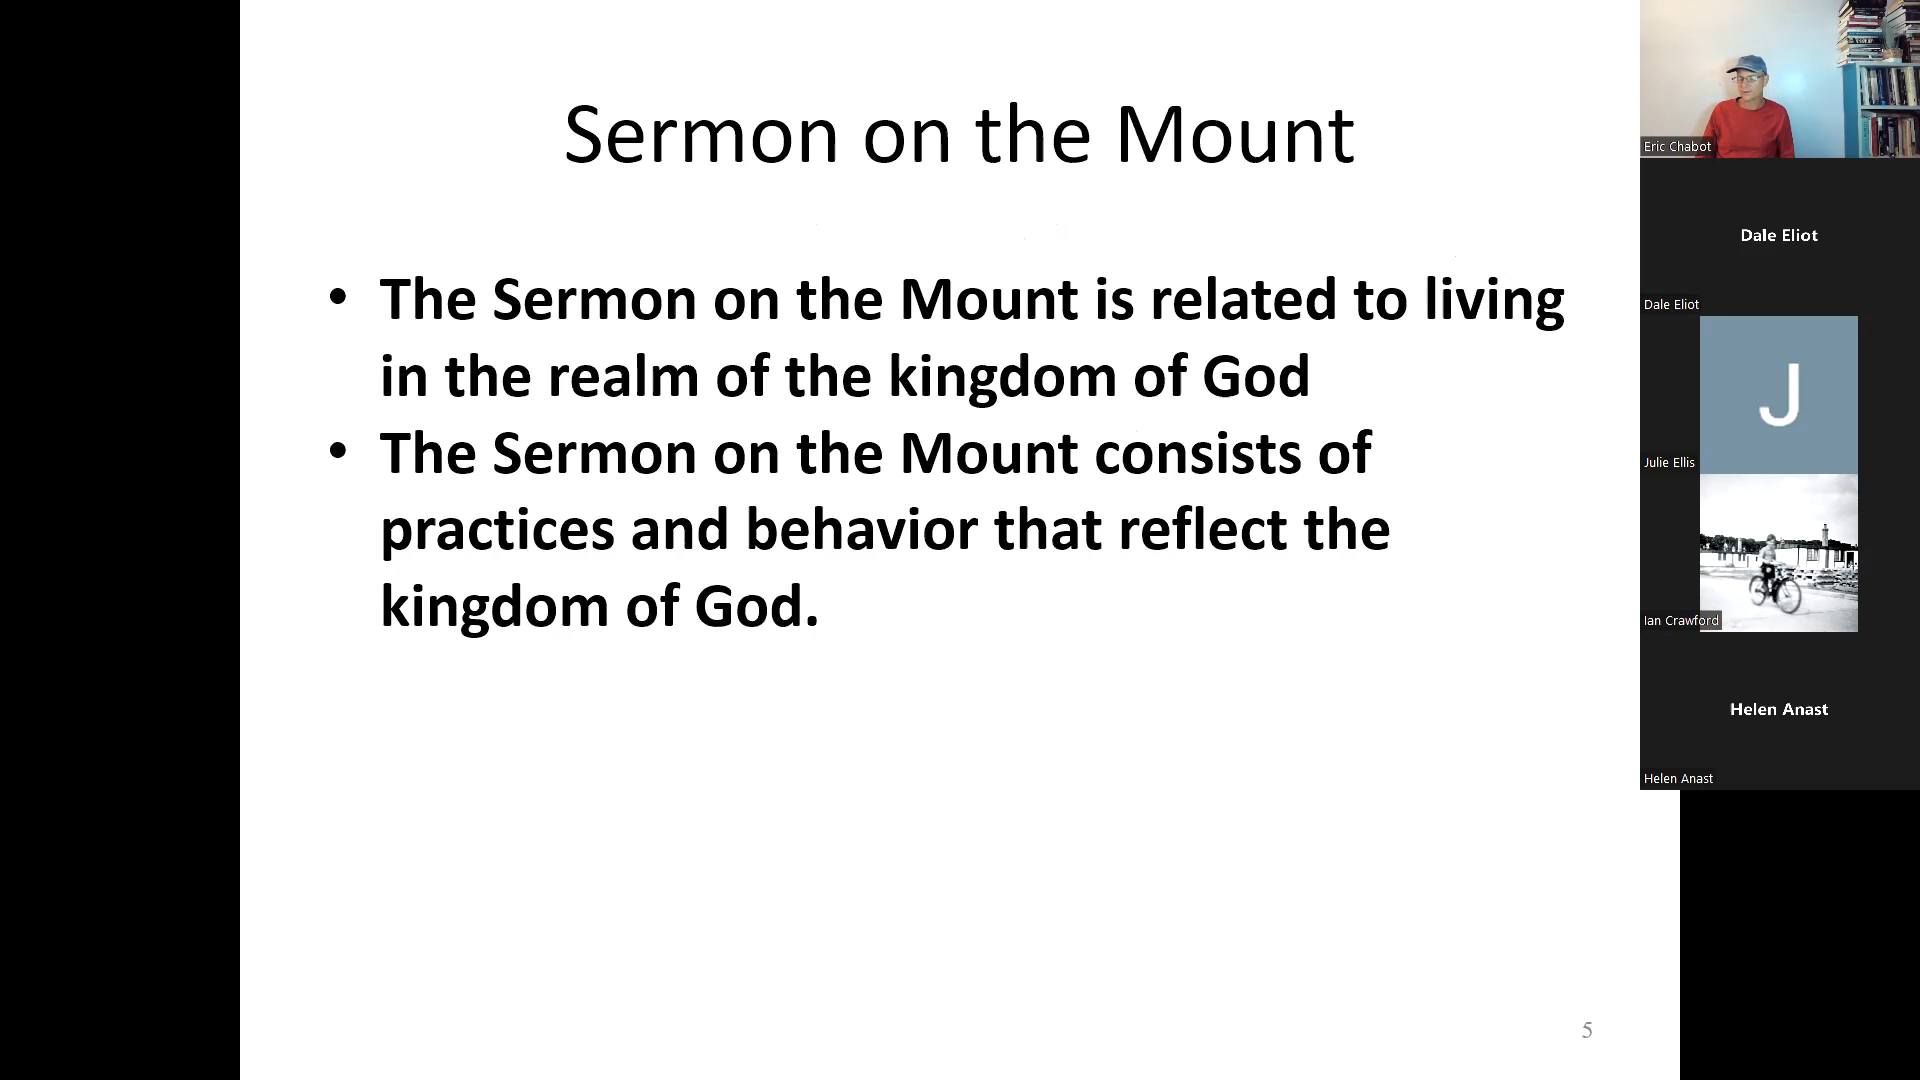 Sermon on the Mount
• The Sermon on the Mount is related to living
in the realm of the kingdom of God
• The Sermon on the Mount consists of
practices and behavior that reflect the
kingdom of God.
5
Eric Chabot
Dale Eliot
Dale Eliot
J
Julie Ellis
Ian Crawford
Helen Anast
Helen Anast